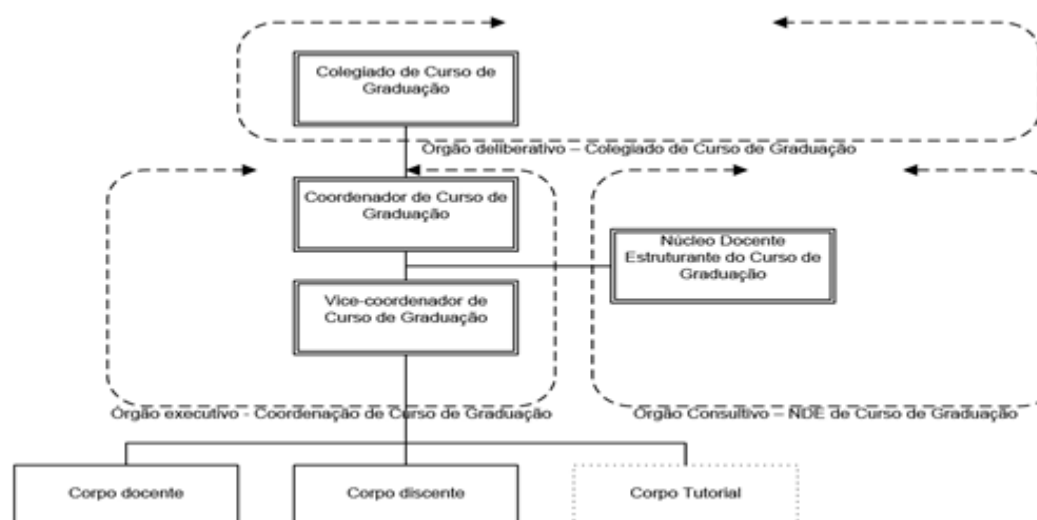 Colegiado de Curso de
Graduação
Orgão deliberativo – Colegiado de Curso de Graduação
Coordenador de Curso de
Graduação
Núcleo Docente
Estruturante do Curso de
Graduação
Vice-coordenador de
Curso de Graduação
Órgão executivo - Coordenação de Curso de Graduação
Órgão Consultivo – NDE de Curso de Graduação
Corpo docente
Corpo discente
Corpo Tutorial